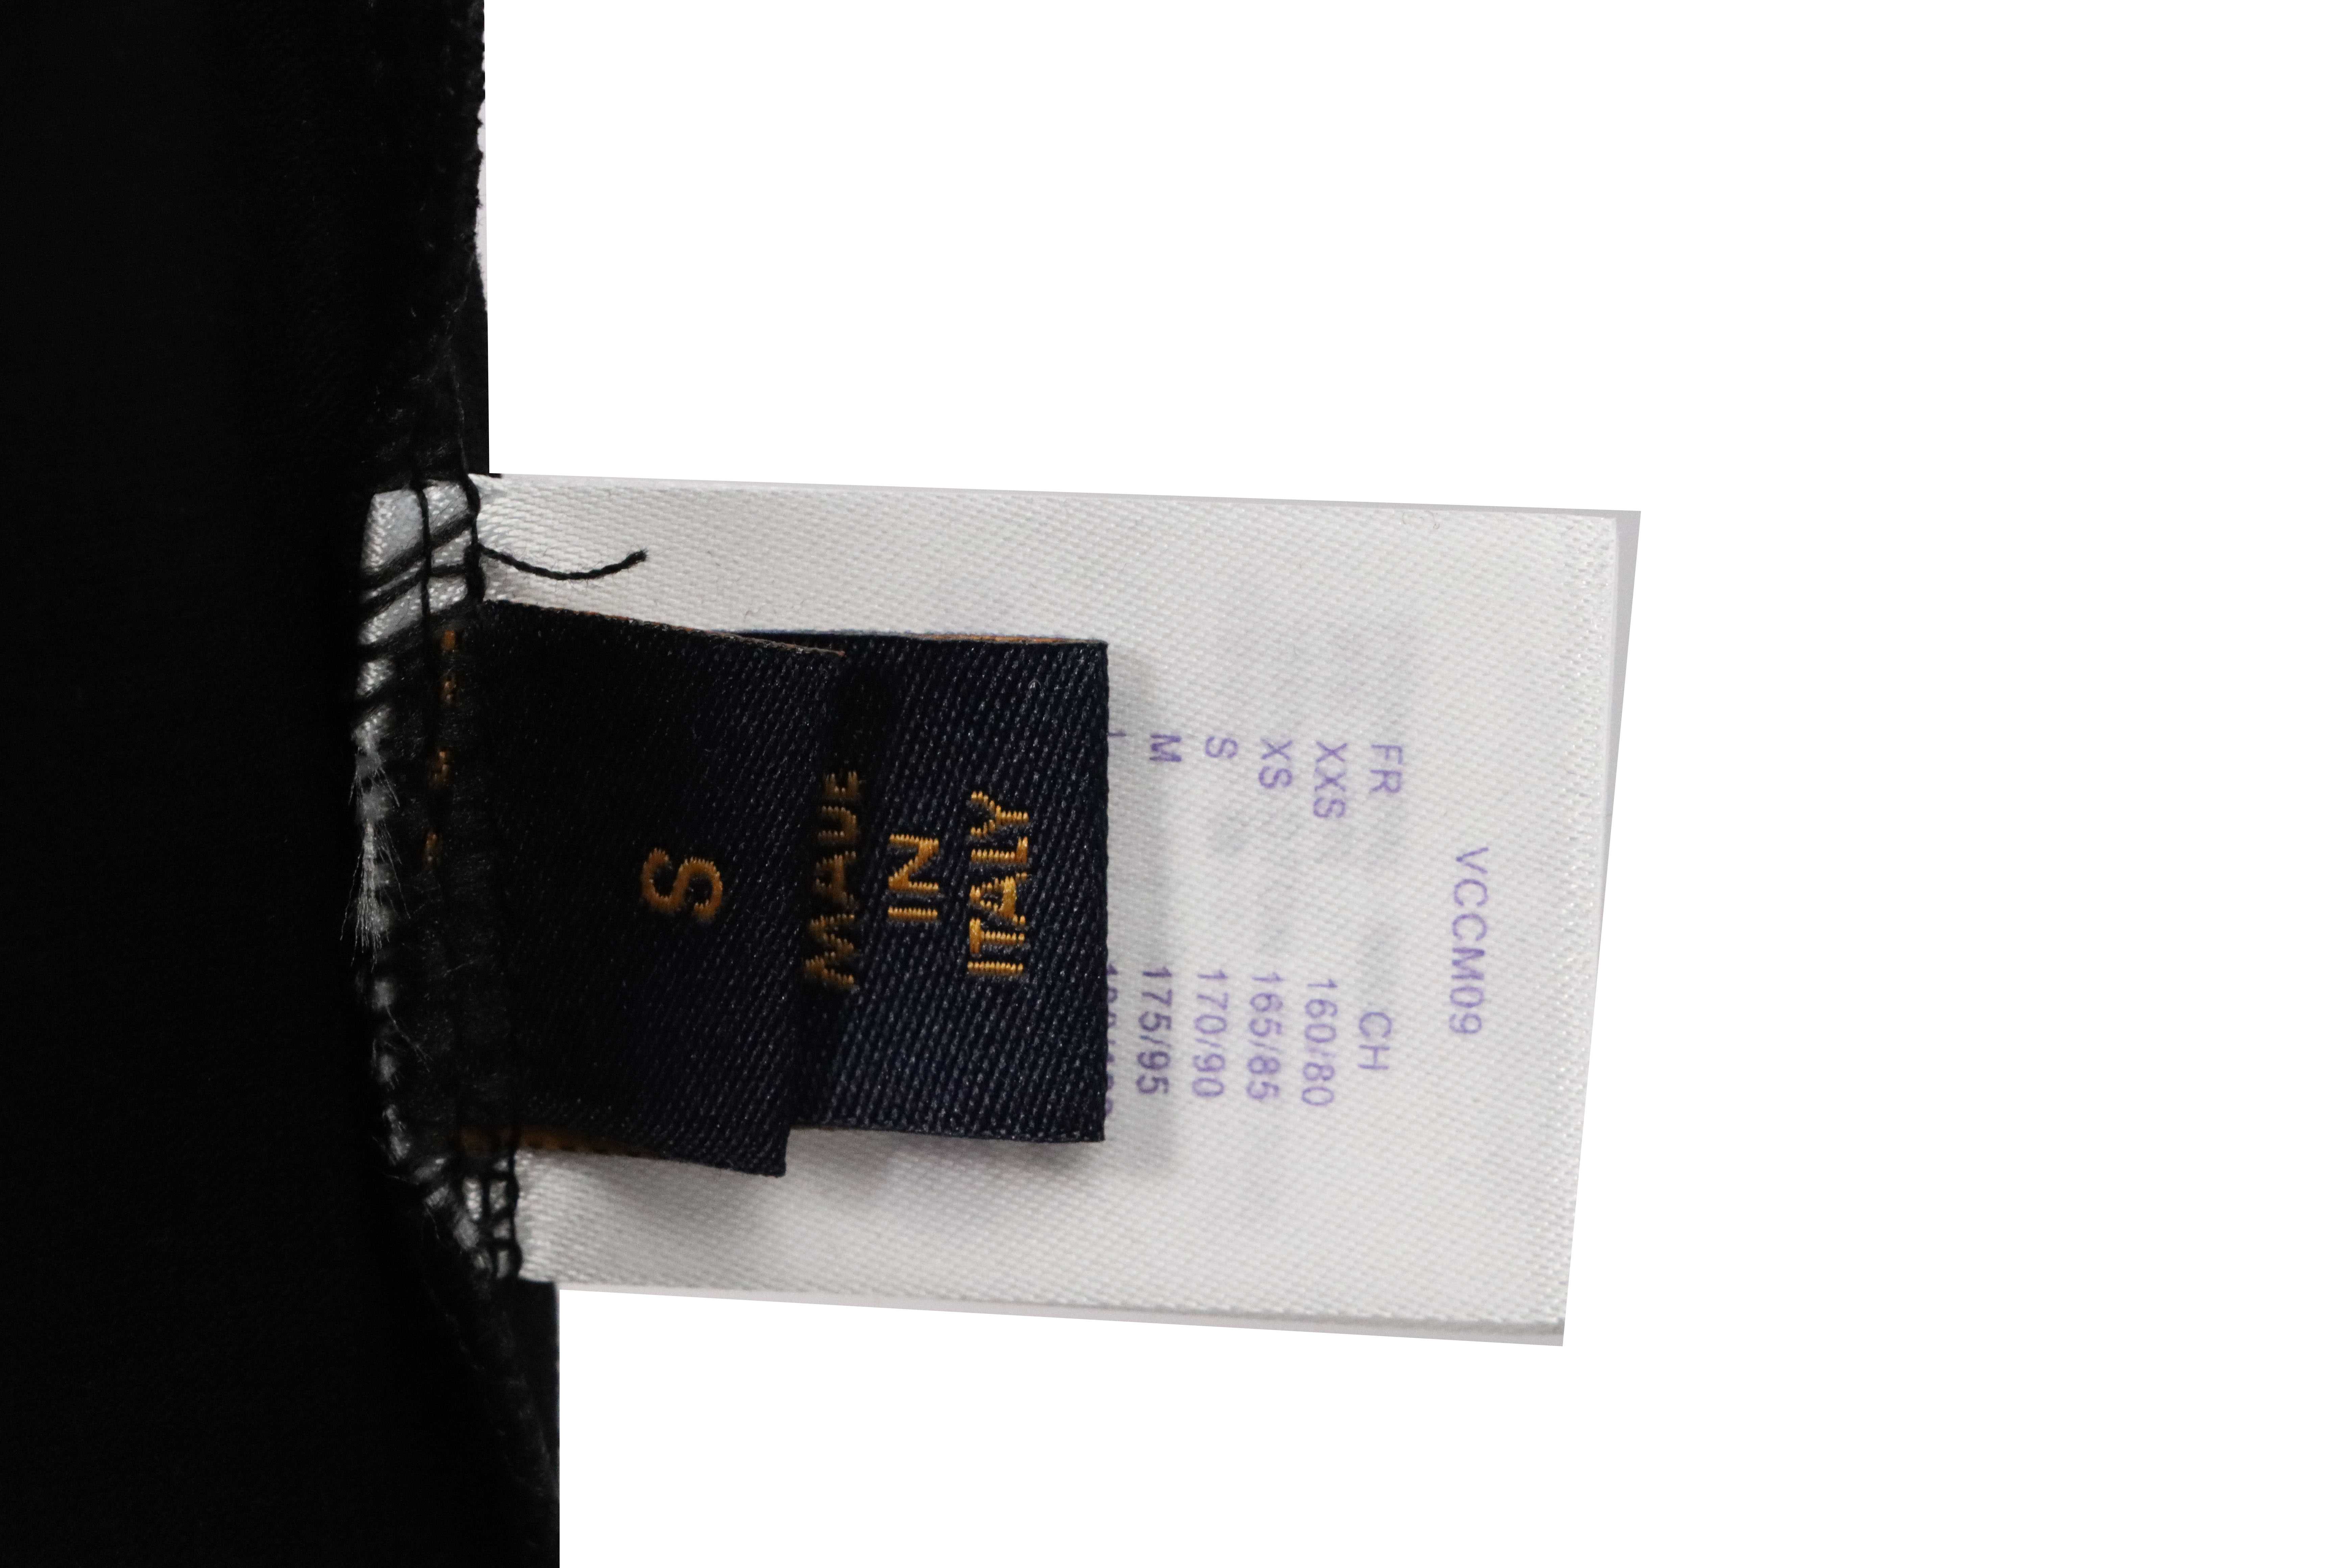 S
MADE
IN
ITALY
VCCM09
FR CH
XXS 160/80
XS 165/85
S 170/90
M 175/95
L